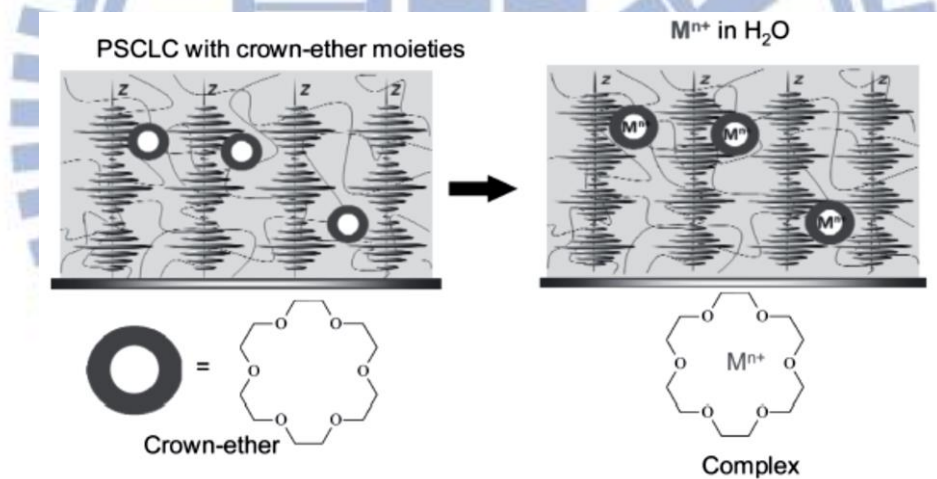 PSCLC with crown-ether moieties
Mⁿ⁺ in H₂O
z z z z
z z z z
Mⁿ⁺ Mⁿ⁺
Mⁿ⁺
=
O O
O O
O O
Crown-ether
O O
O Mⁿ⁺ O
O O
Complex